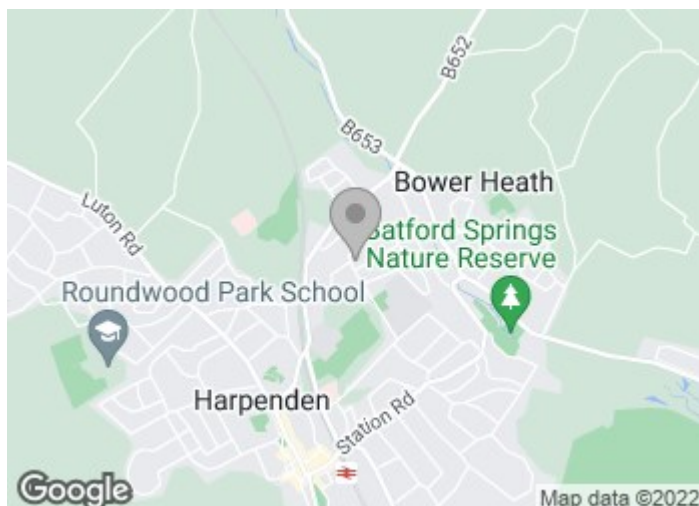 B652
B653
Bower Heath
Luton Rd
Batford Springs
Nature Reserve
Roundwood Park School
Harpenden
Station Rd
Google
Map data ©2022